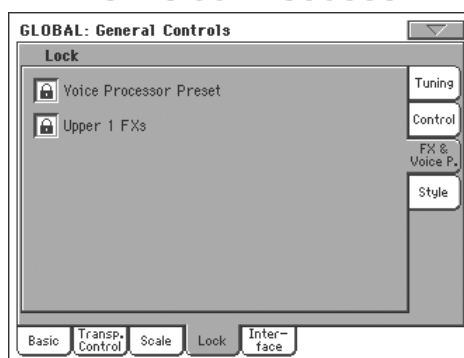 GLOBAL: General Controls
Lock
Voice Processor Preset
Upper 1 FXs
Tuning
Control
FX &
Voice P.
Style
Basic
Transp.
Control
Scale
Lock
Inter-
face